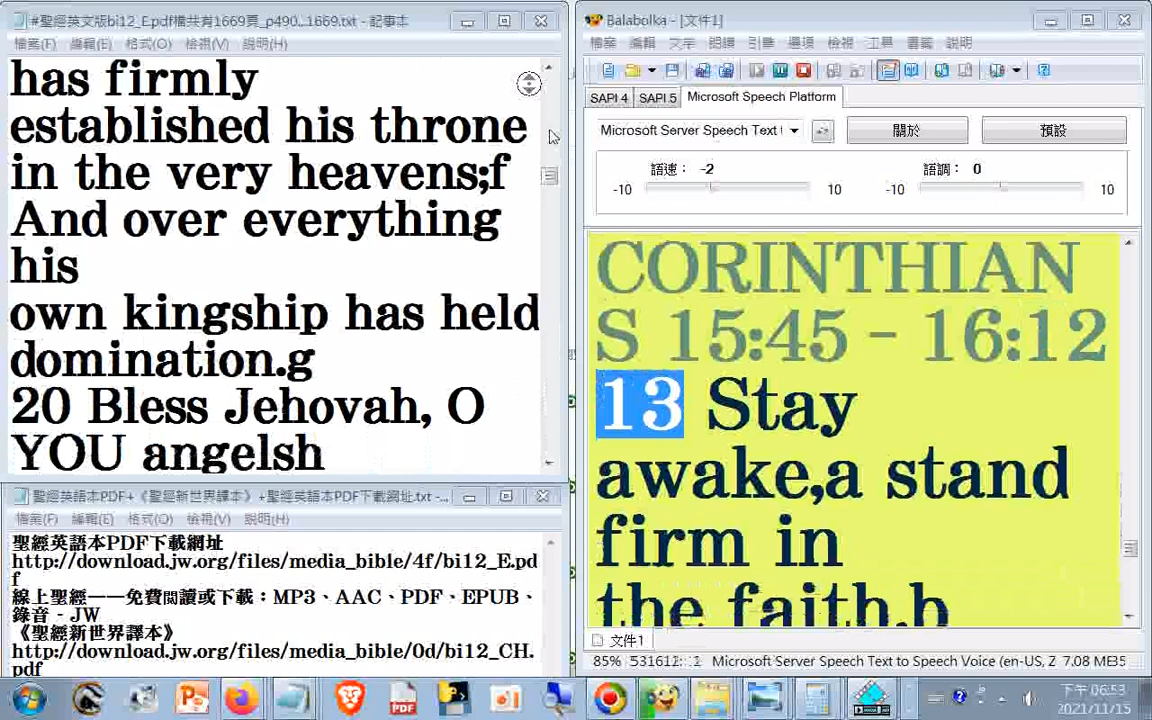 #聖經英文版bi12_E.pdf檔共有1669頁_p490...1669.txt - 記事本
檔案(F) 編輯(E) 格式(O) 檢視(V) 說明(H)
has firmly
established his throne
in the very heavens;f
And over everything
his
own kingship has held
domination.g
20 Bless Jehovah, O
YOU angelsh
聖經英語本PDF+《聖經新世界譯本》+聖經英語本PDF下載網址.txt -...
檔案(F) 編輯(E) 格式(O) 檢視(V) 說明(H)
聖經英語本PDF下載網址
http://download.jw.org/files/media_bible/4f/bi12_E.pd
f
線上聖經——免費閱讀或下載：MP3、AAC、PDF、EPUB、
錄音 - JW
《聖經新世界譯本》
http://download.jw.org/files/media_bible/0d/bi12_CH.
pdf
Balabolka - [文件1]
檔案 編輯 文字 朗讀 引擎 選項 檢視 工具 書籤 說明
SAPI 4 SAPI 5 Microsoft Speech Platform
Microsoft Server Speech Text 關於 預設
語速： -2 語調： 0
-10 10 -10 10
CORINTHIAN
S 15:45 - 16:12
13 Stay
awake,a stand
firm in
the faith,b
文件1
85% Microsoft Server Speech Text to Speech Voice (en-US, Z 7.08 MB
下午 06:53
2021/11/15